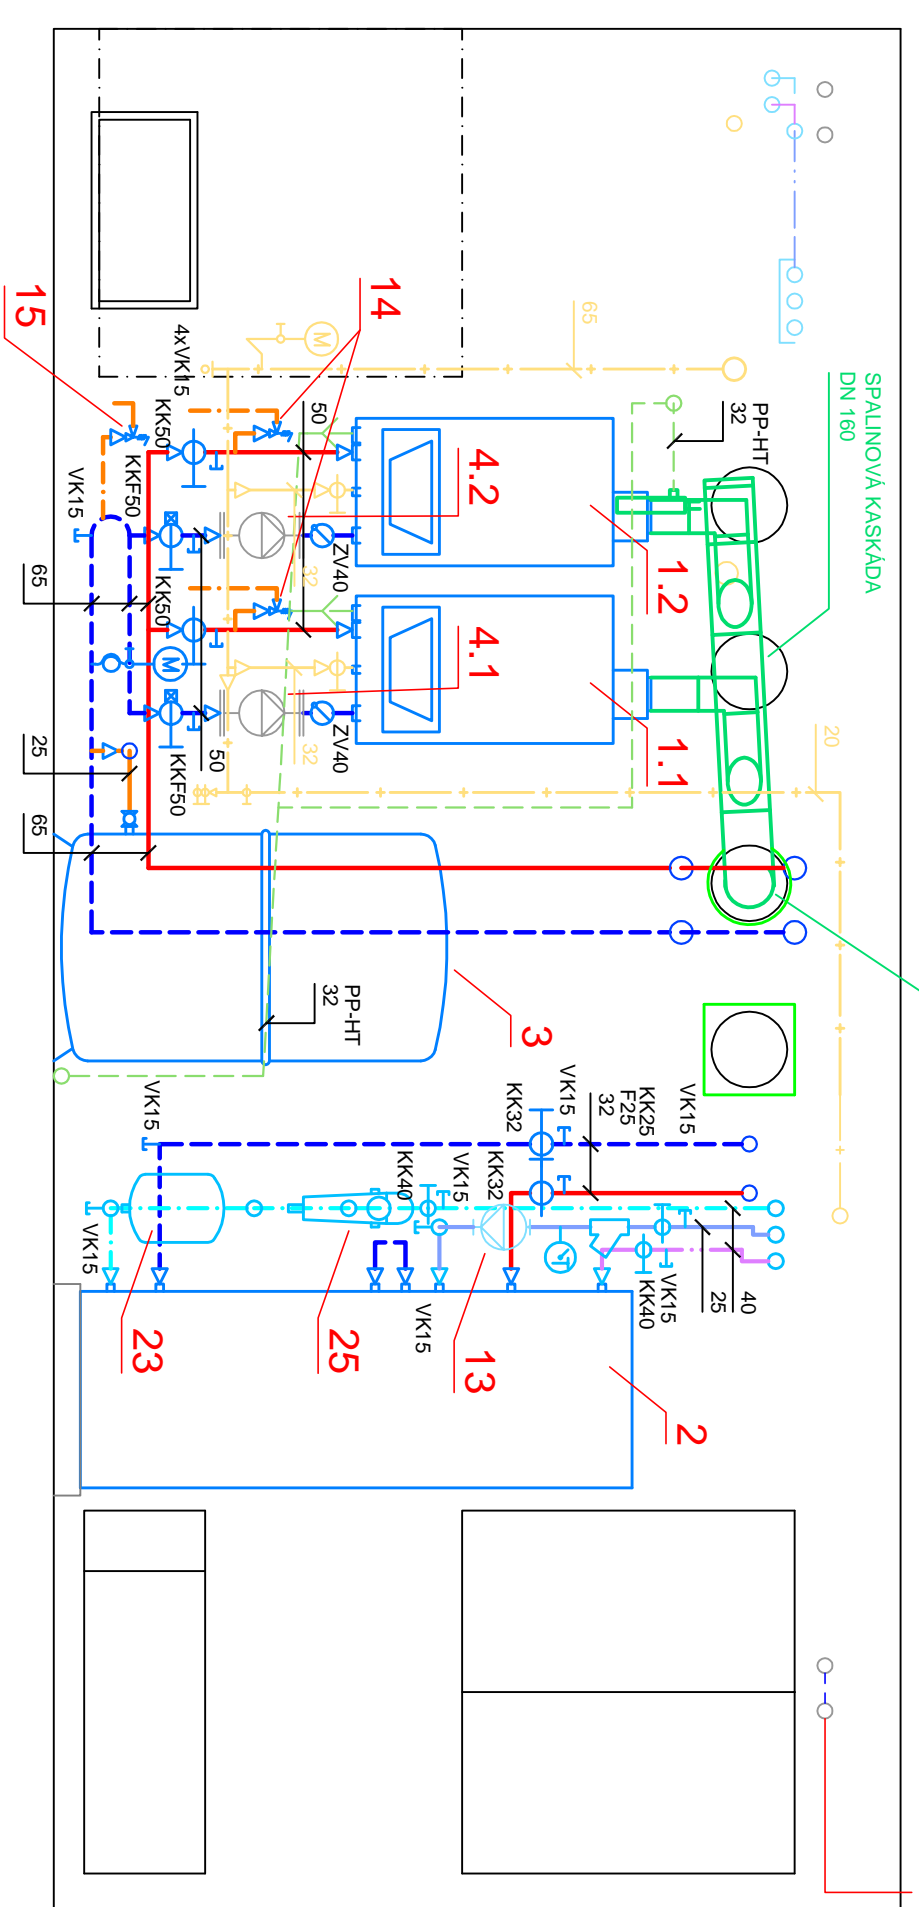 SPALINOVÁ KASKÁDA
DN 160
PP-HT
32
65
20
14
15
4xVK15
50
KK50
KKF50
VK15
65
25
65
KK50
KKF50
50
ZV40
ZV40
32
32
4.2
4.1
1.2
1.1
M
M
3
PP-HT
32
VK15
VK15
KK40
VK15
KK32
KK32
VK15
KK25
F25
32
VK15
40
25
VK15
KK40
VK15
23
25
13
2